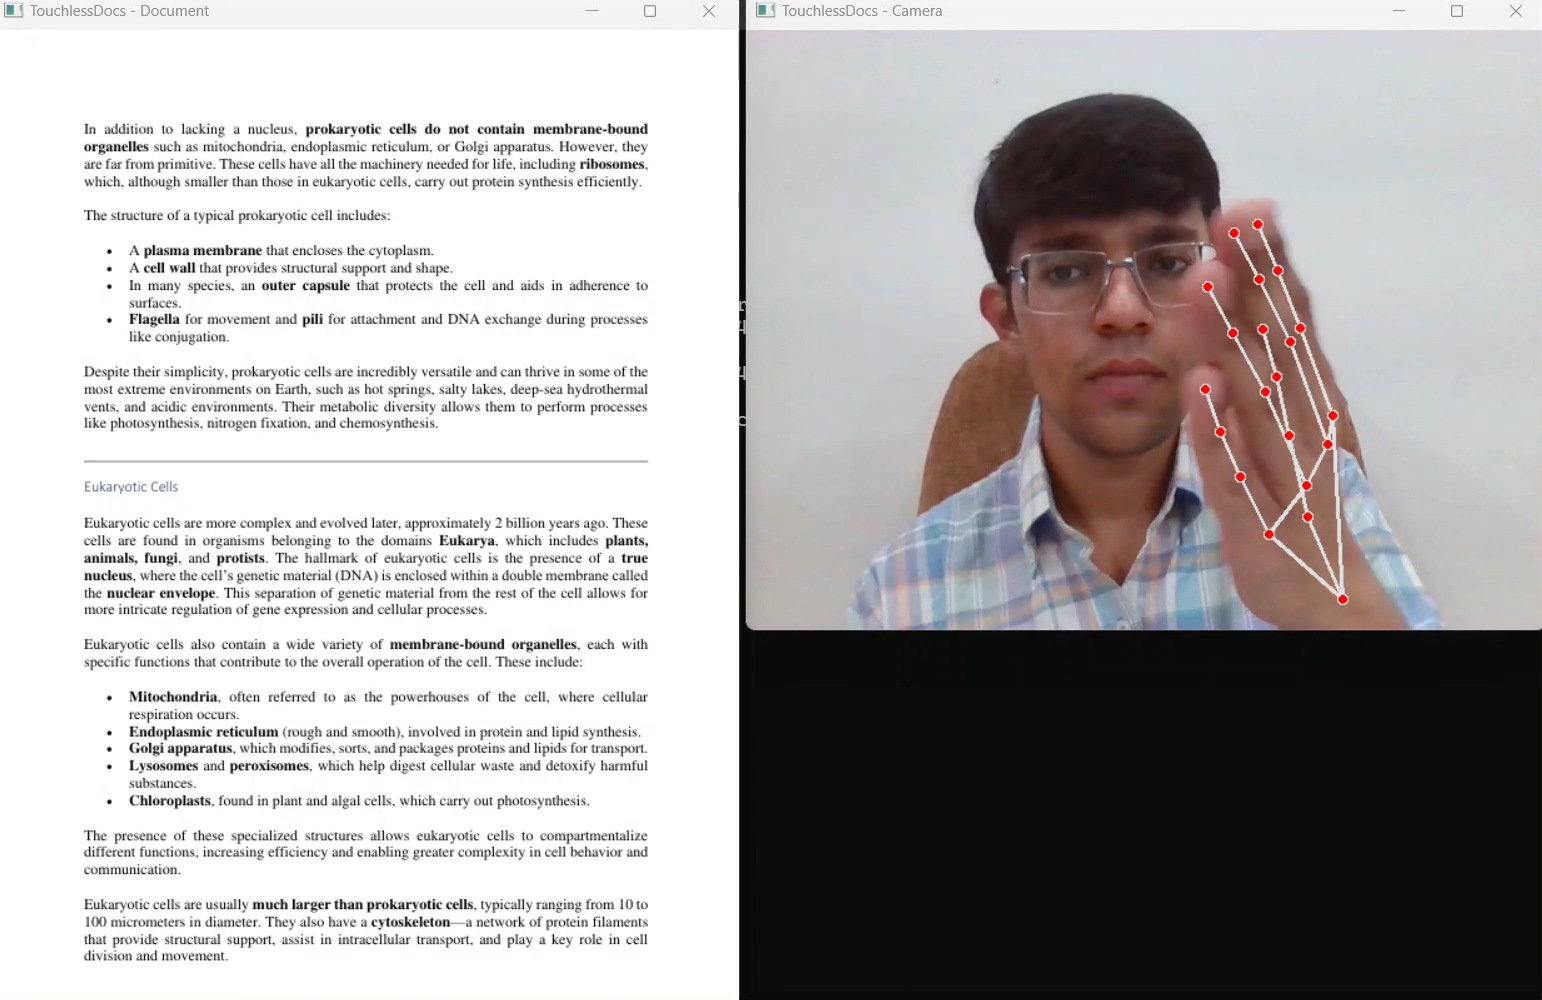 TouchlessDocs - Document
In addition to lacking a nucleus, prokaryotic cells do not contain membrane-bound
organelles such as mitochondria, endoplasmic reticulum, or Golgi apparatus. However, they
are far from primitive. These cells have all the machinery needed for life, including ribosomes,
which, although smaller than those in eukaryotic cells, carry out protein synthesis efficiently.
The structure of a typical prokaryotic cell includes:
• A plasma membrane that encloses the cytoplasm.
• A cell wall that provides structural support and shape.
• In many species, an outer capsule that protects the cell and aids in adherence to
surfaces.
• Flagella for movement and pili for attachment and DNA exchange during processes
like conjugation.
Despite their simplicity, prokaryotic cells are incredibly versatile and can thrive in some of the
most extreme environments on Earth, such as hot springs, salty lakes, deep-sea hydrothermal
vents, and acidic environments. Their metabolic diversity allows them to perform processes
like photosynthesis, nitrogen fixation, and chemosynthesis.
Eukaryotic Cells
Eukaryotic cells are more complex and evolved later, approximately 2 billion years ago. These
cells are found in organisms belonging to the domains Eukarya, which includes plants,
animals, fungi, and protists. The hallmark of eukaryotic cells is the presence of a true
nucleus, where the cell’s genetic material (DNA) is enclosed within a double membrane called
the nuclear envelope. This separation of genetic material from the rest of the cell allows for
more intricate regulation of gene expression and cellular processes.
Eukaryotic cells also contain a wide variety of membrane-bound organelles, each with
specific functions that contribute to the overall operation of the cell. These include:
• Mitochondria, often referred to as the powerhouses of the cell, where cellular
respiration occurs.
• Endoplasmic reticulum (rough and smooth), involved in protein and lipid synthesis.
• Golgi apparatus, which modifies, sorts, and packages proteins and lipids for transport.
• Lysosomes and peroxisomes, which help digest cellular waste and detoxify harmful
substances.
• Chloroplasts, found in plant and algal cells, which carry out photosynthesis.
The presence of these specialized structures allows eukaryotic cells to compartmentalize
different functions, increasing efficiency and enabling greater complexity in cell behavior and
communication.
Eukaryotic cells are usually much larger than prokaryotic cells, typically ranging from 10 to
100 micrometers in diameter. They also have a cytoskeleton—a network of protein filaments
that provide structural support, assist in intracellular transport, and play a key role in cell
division and movement.
TouchlessDocs - Camera